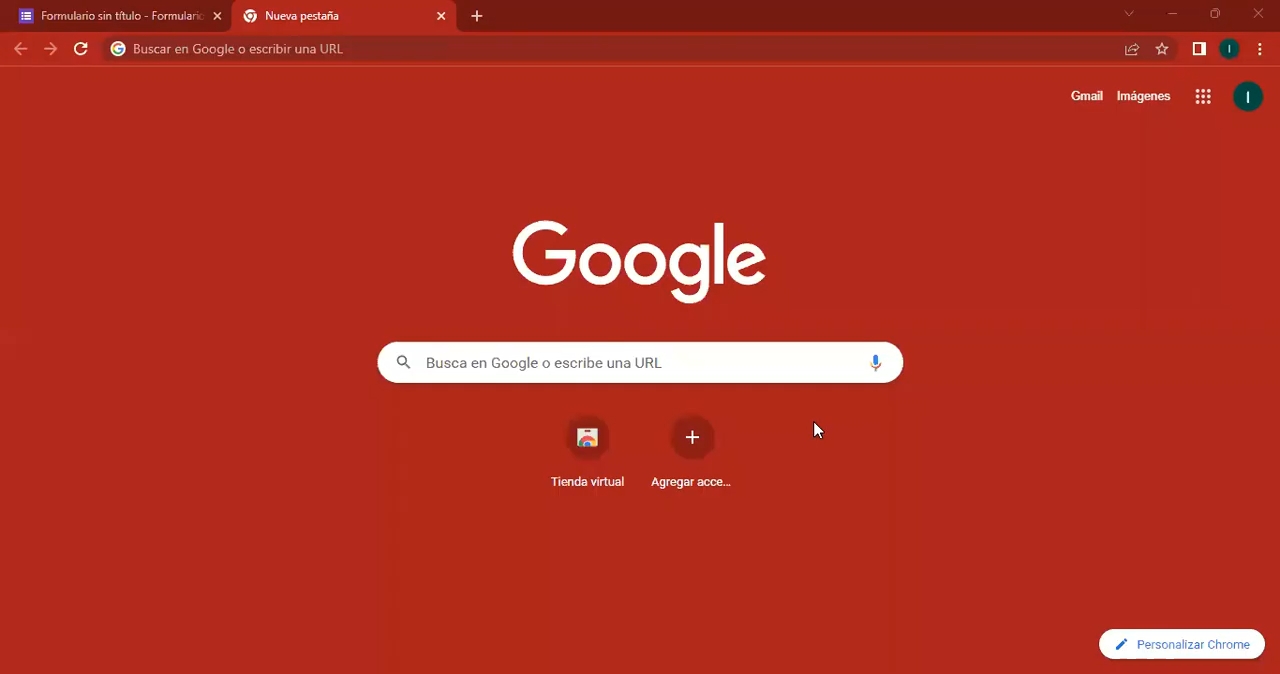 Formulario sin título - Formulario
Nueva pestaña
Buscar en Google o escribir una URL
I
Gmail
Imágenes
I
Google
Busca en Google o escribe una URL
Tienda virtual
Agregar acce...
Personalizar Chrome